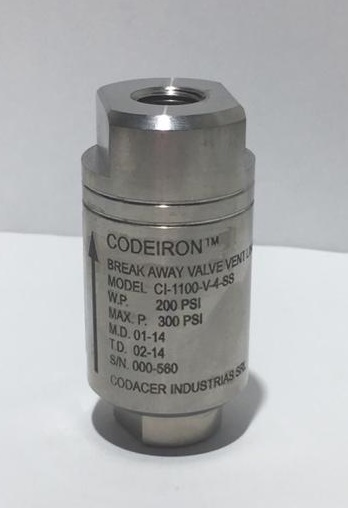 CODEIRON™
BREAK AWAY VALVE VENT
MODEL CI-1100-V-4-SS
W.P. 200 PSI
MAX. P. 300 PSI
M.D. 01-14
T.D. 02-14
S/N. 000-560
CODACER INDUSTRIAS SRL